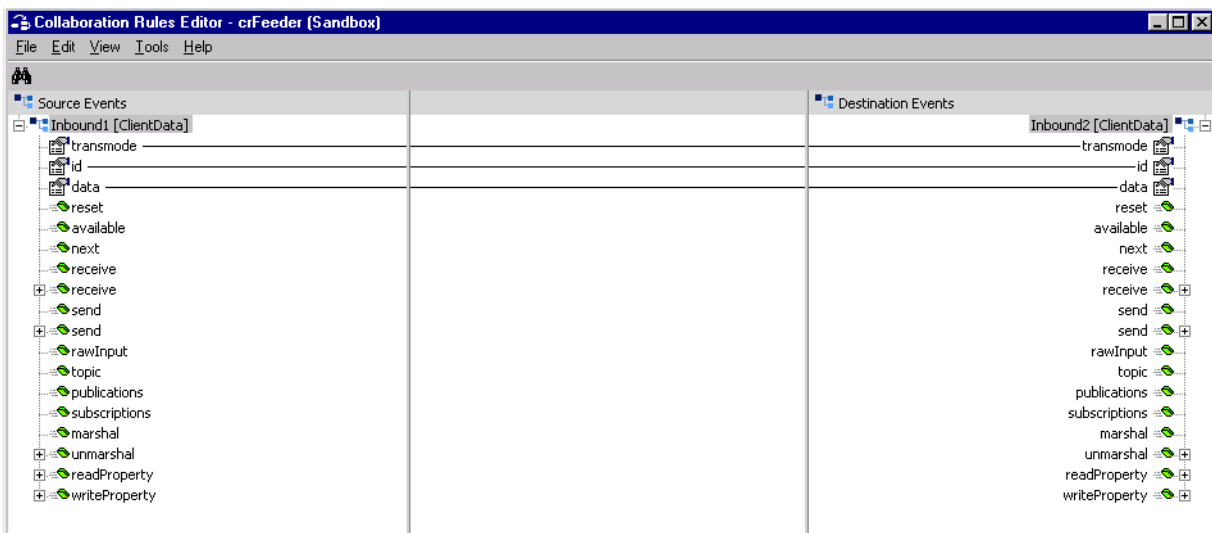 Collaboration Rules Editor - crFeeder (Sandbox)
File Edit View Tools Help
Source Events Destination Events
Inbound1 [ClientData] Inbound2 [ClientData]
transmode transmode
id id
data data
reset reset
available available
next next
receive receive
receive receive
send send
send send
rawInput rawInput
topic topic
publications publications
subscriptions subscriptions
marshal marshal
unmarshal unmarshal
readProperty readProperty
writeProperty writeProperty